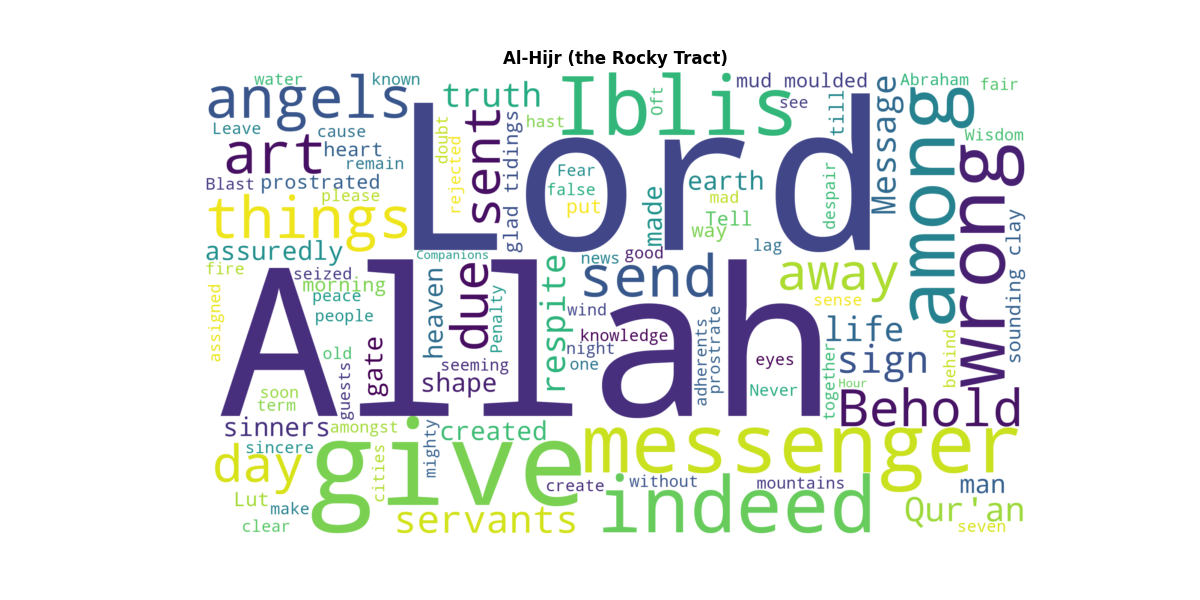 Al-Hijr (the Rocky Tract)
water
known
angels
truth
Iblis
Oft
mud moulded
see
till
Message
Abraham
fair
Leave
cause
doubt
sent
hast
among
Wisdom
art
heart
remain
rejected
glad tidings
Lord
Fear
false
put
earth
mad
despair
wrong
Blast
prostrated
please
things
made
Tell
way
lag
sounding clay
assuredly
Companions
news
good
fire
seized
morning
heaven
due
respite
send
away
assigned
peace
people
Penalty
wind
sense
Allah
knowledge
adherents
prostrate
life
behind
old
gate
seeming
night
one
eyes
together
sign
guests
shape
Never
Hour
soon
term
Behold
sinners
amongst
mighty
created
messenger
sincere
day
cities
give
create
without
mountains
man
Lut
make
servants
indeed
Qur'an
clear
seven